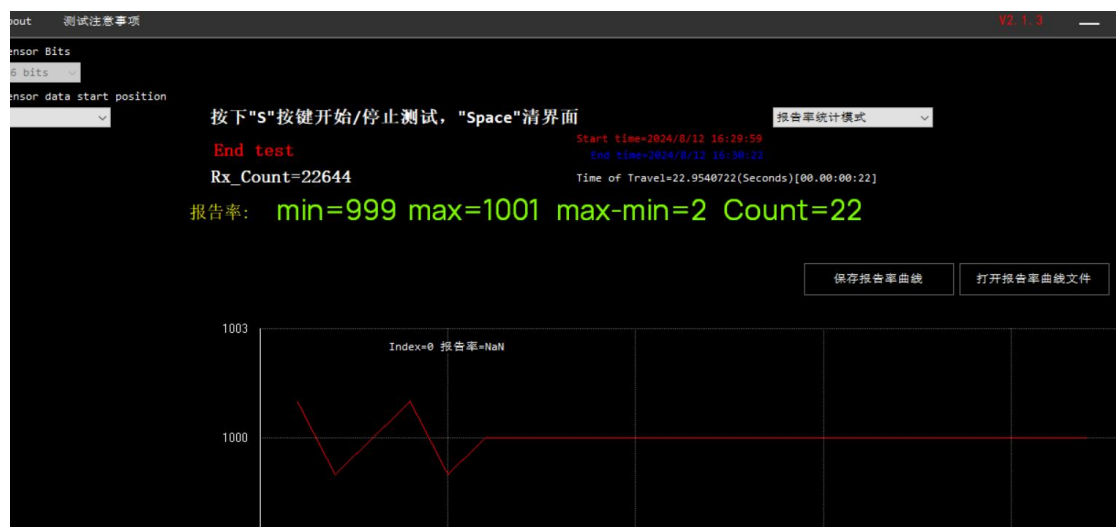 bout 测试注意事项 V2.1.3
ensor Bits
6 bits
ensor data start position
按下"S"按键开始/停止测试，"Space"清界面
报告率统计模式
Start time=2024/8/12 16:29:59
End test
End time=2024/8/12 16:30:22
Rx_Count=22644
Time of Travel=22.9540722(Seconds)[00.00:00:22]
报告率: min=999 max=1001 max-min=2 Count=22
保存报告率曲线 打开报告率曲线文件
1003
Index=0 报告率=NaN
1000